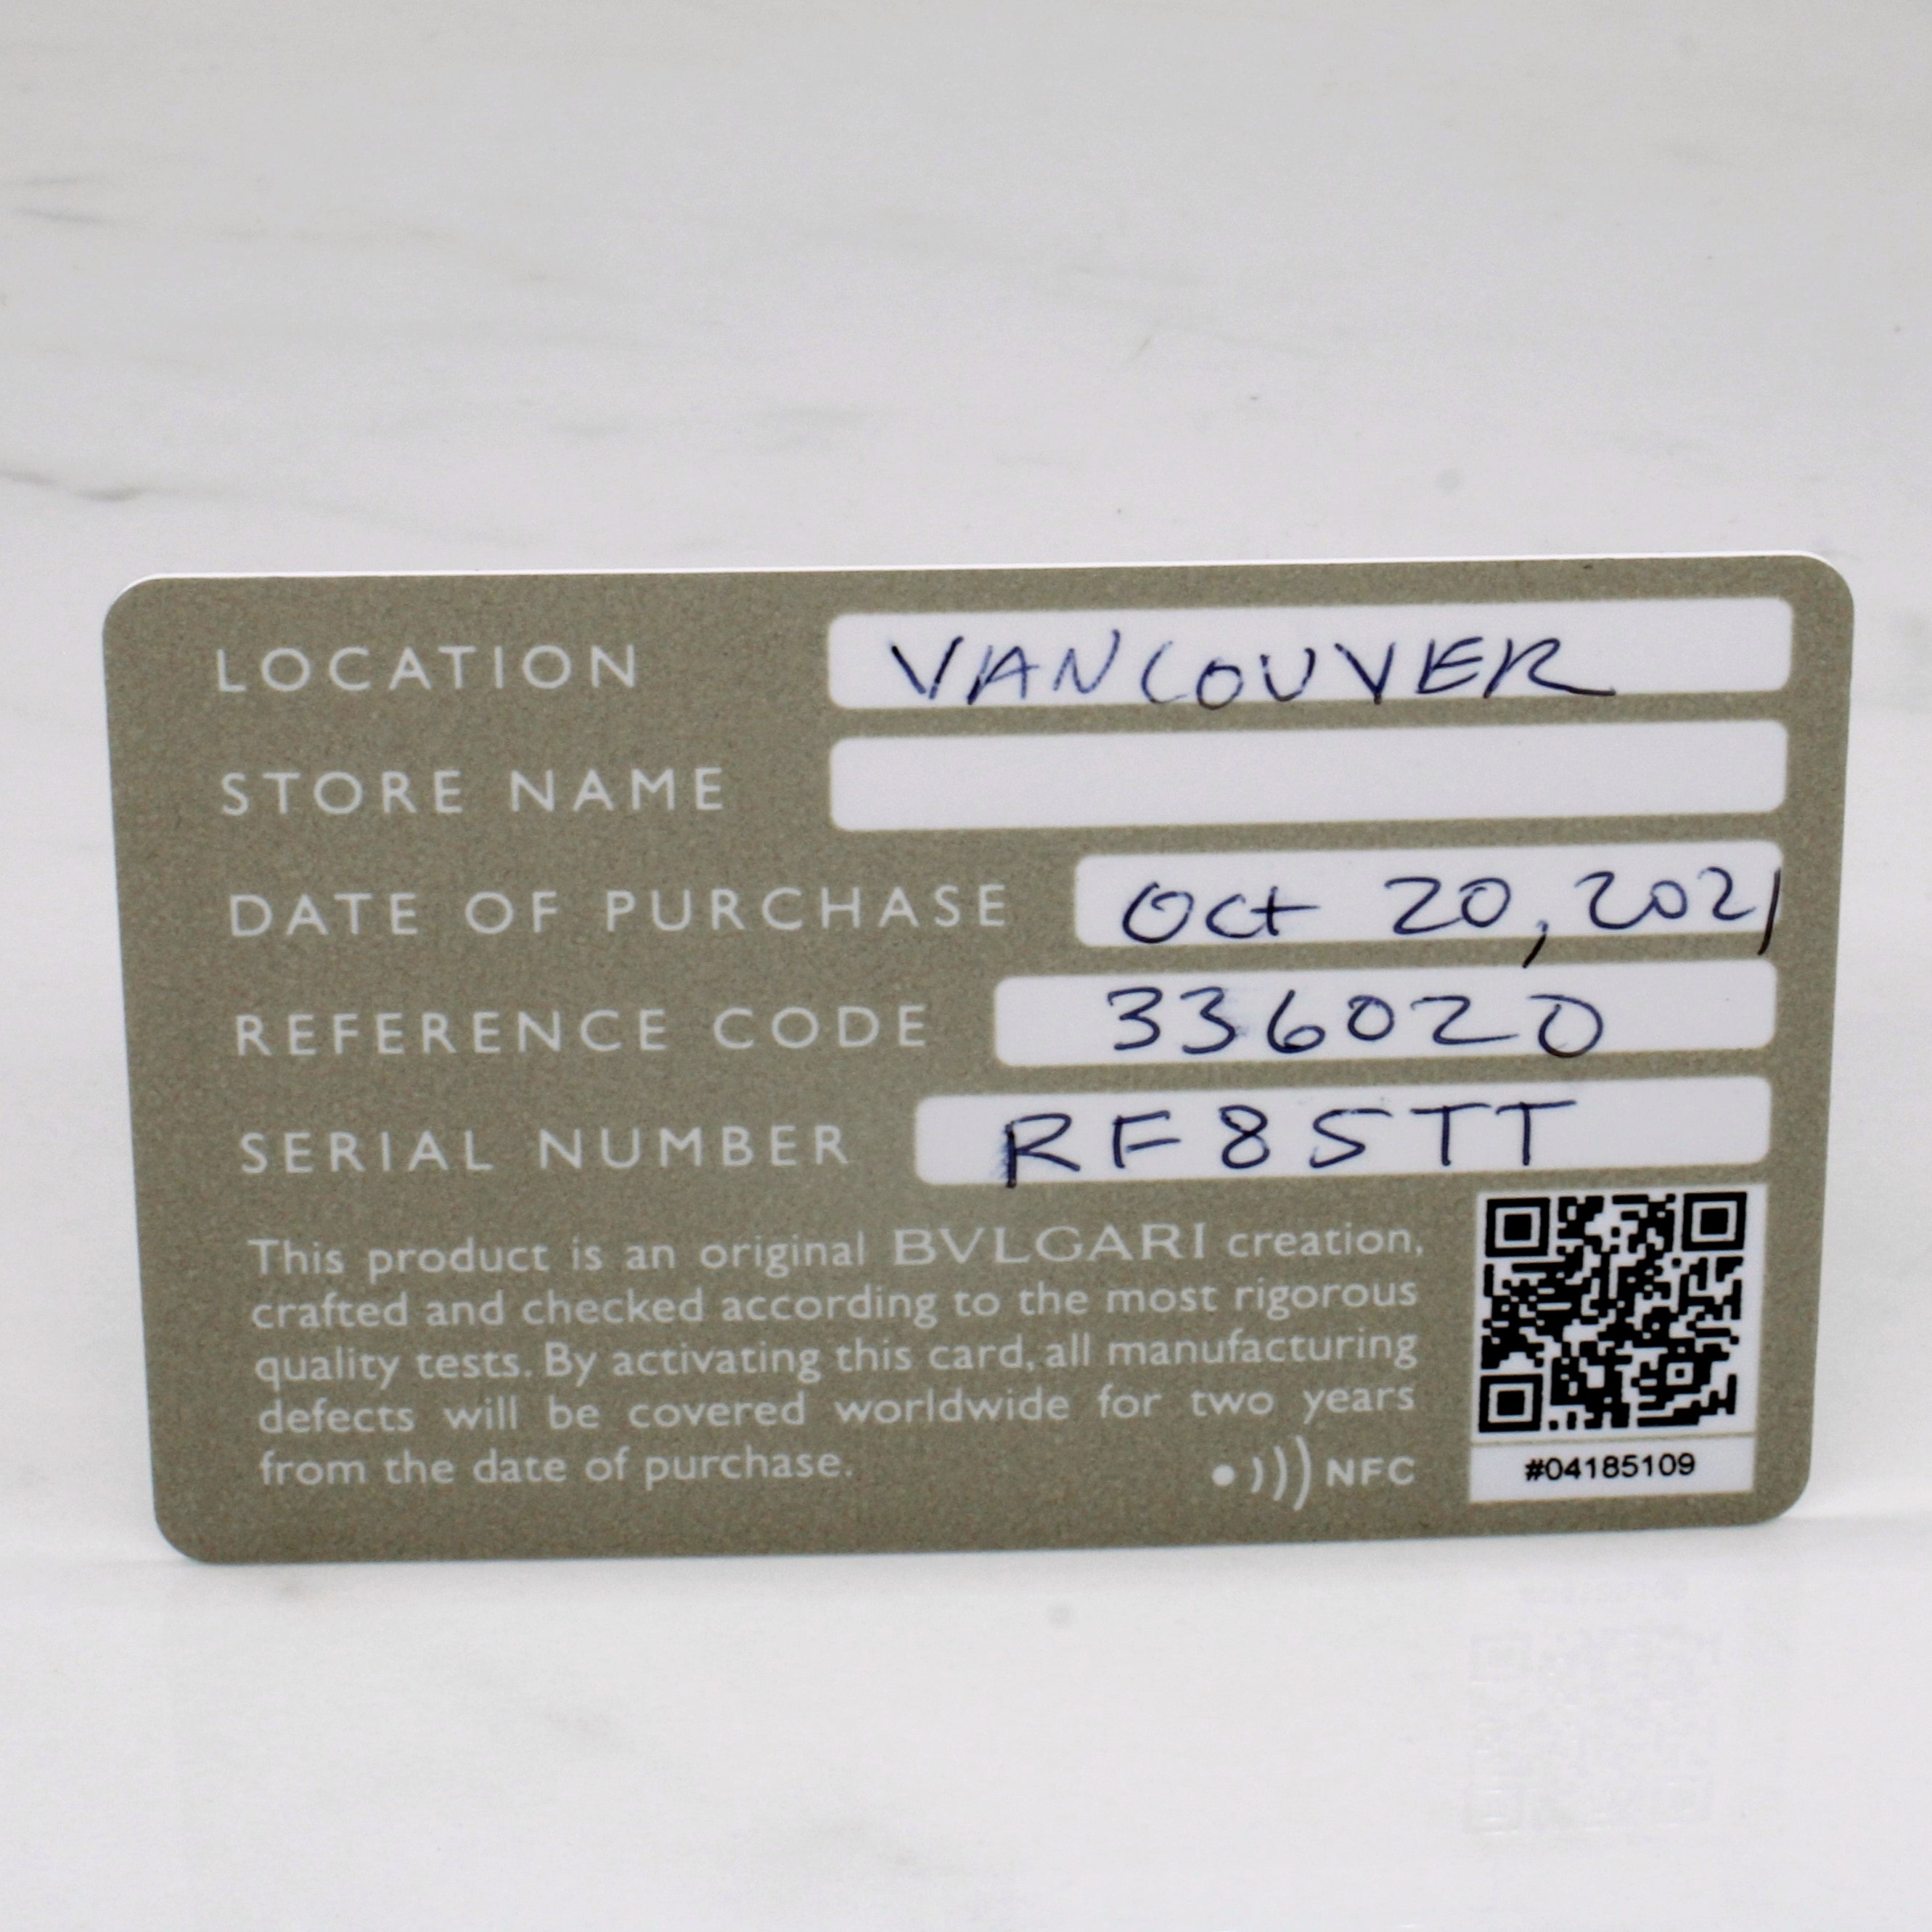 LOCATION VANCOUVER
STORE NAME
DATE OF PURCHASE Oct 20, 2021
REFERENCE CODE 336020
SERIAL NUMBER RF85TT
This product is an original BVLGARI creation,
crafted and checked according to the most rigorous
quality tests. By activating this card, all manufacturing
defects will be covered worldwide for two years
from the date of purchase.
NFC
#04185109